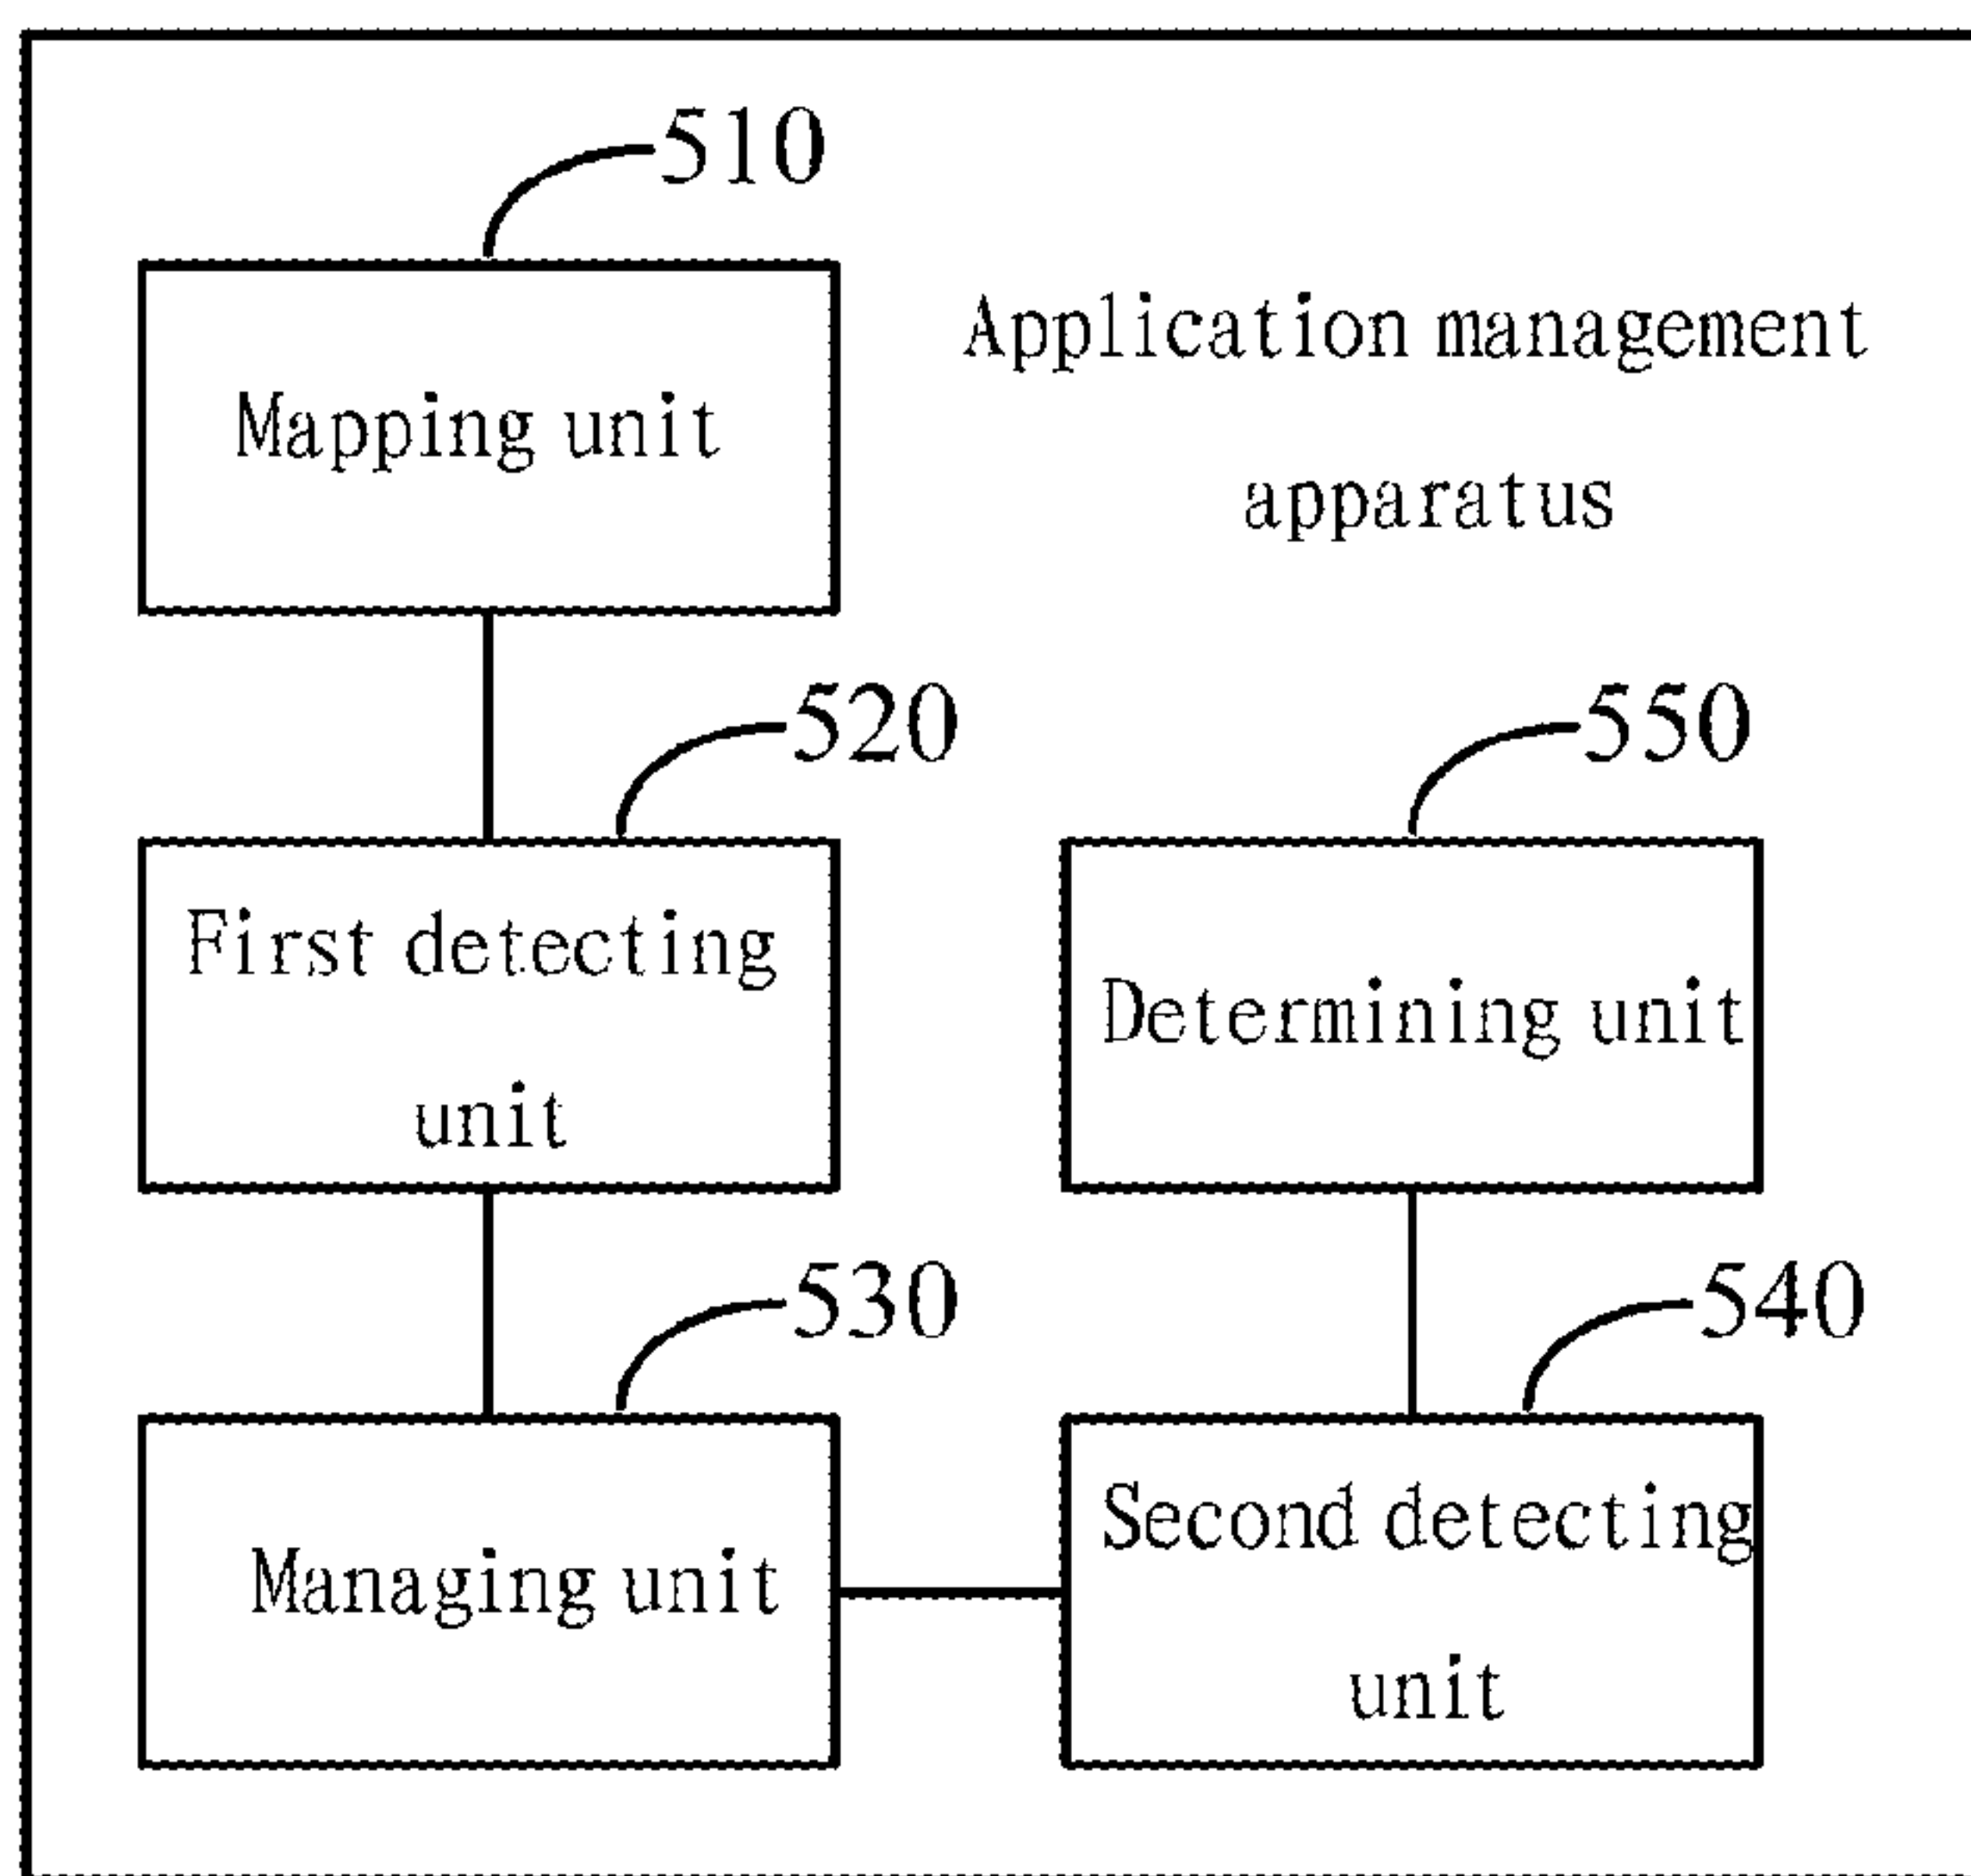 510
Mapping unit
Application management
apparatus
520
First detecting
unit
550
Determining unit
530
Managing unit
540
Second detecting
unit